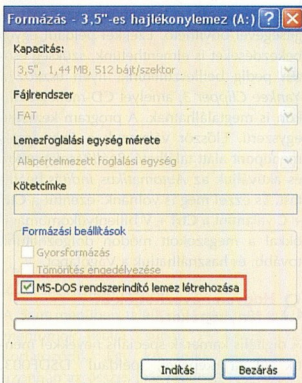 Formázás - 3,5"-es hajlékonylemez (A:)
Kapacitás:
3,5", 1,44 MB, 512 bájt/szektor
Fájlrendszer
FAT
Lemezfoglalási egység mérete
Alapértelmezett foglalási egység
Kötetcímke
Formázási beállítások
Gyorsformázás
Tömörítés engedélyezése
MS-DOS rendszerindító lemez létrehozása
Indítás
Bezárás